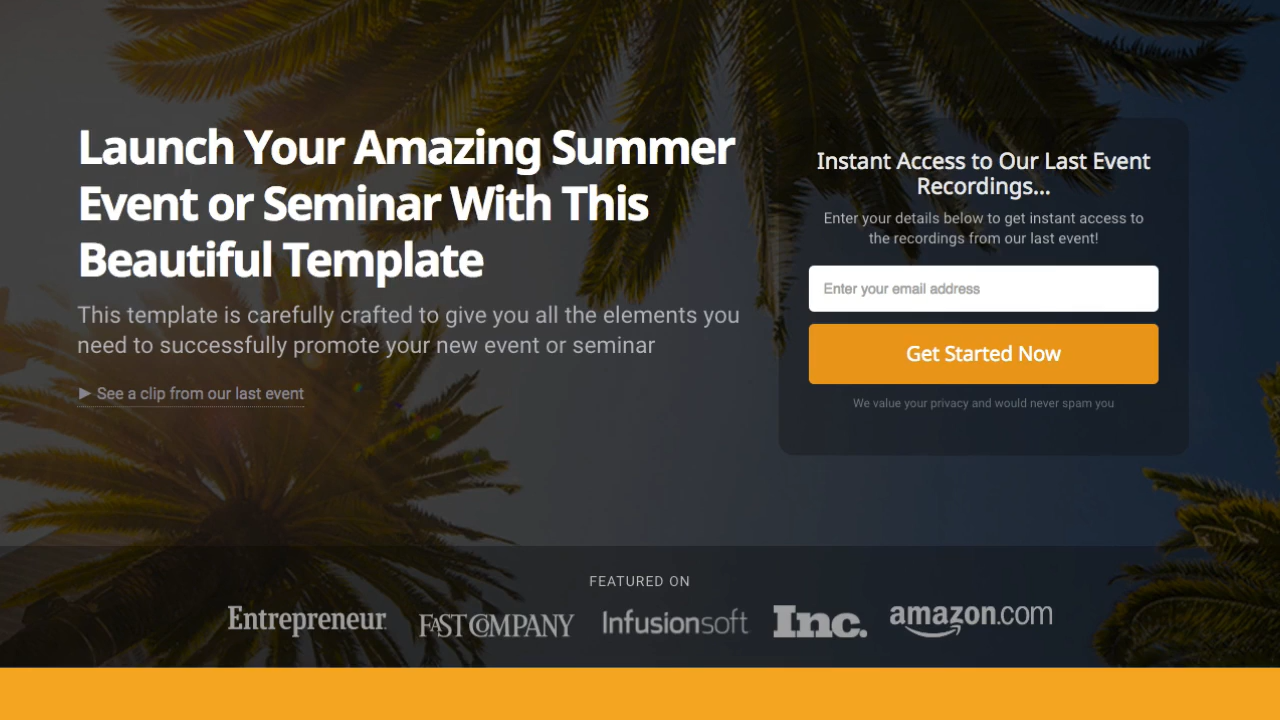 Launch Your Amazing Summer
Event or Seminar With This
Beautiful Template
This template is carefully crafted to give you all the elements you
need to successfully promote your new event or seminar
► See a clip from our last event
Instant Access to Our Last Event
Recordings...
Enter your details below to get instant access to
the recordings from our last event!
Enter your email address
Get Started Now
We value your privacy and would never spam you
FEATURED ON
Entrepreneur FAST COMPANY Infusionsoft Inc. amazon.com